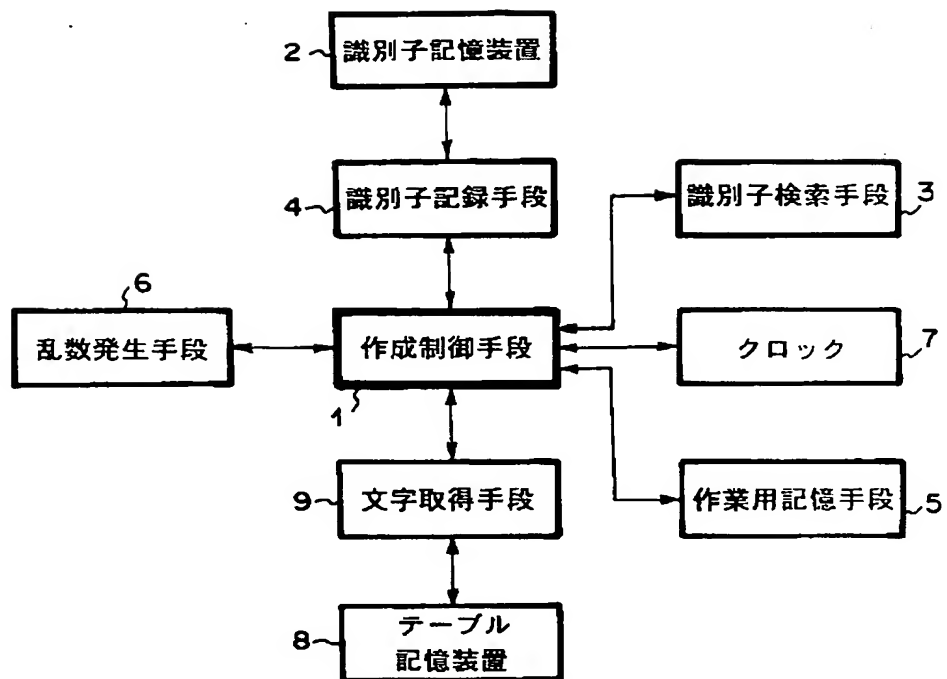 2 識別子記憶装置
4 識別子記録手段
識別子検索手段 3
6
乱数発生手段
作成制御手段
1
クロック
7
9 文字取得手段
作業用記憶手段 5
8 テーブル
記憶装置